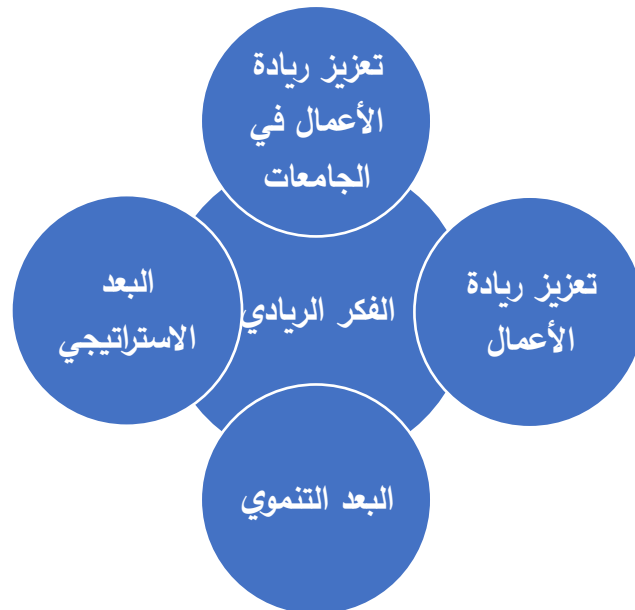 تعزيز ريادة
الأعمال في
الجامعات
تعزيز ريادة
الأعمال
الفكر الريادي
البعد
الاستراتيجي
البعد التنموي